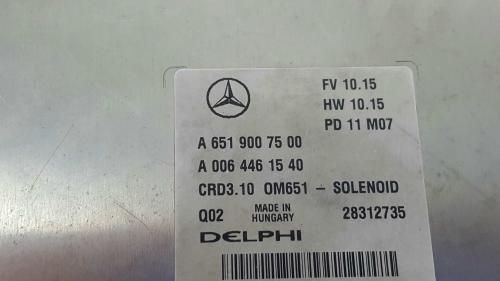 FV 10.15
HW 10.15
PD 11 M07
A 651 900 75 00
A 006 446 15 40
CRD3.10 OM651 - SOLENOID
Q02 MADE IN HUNGARY 28312735
DELPHI